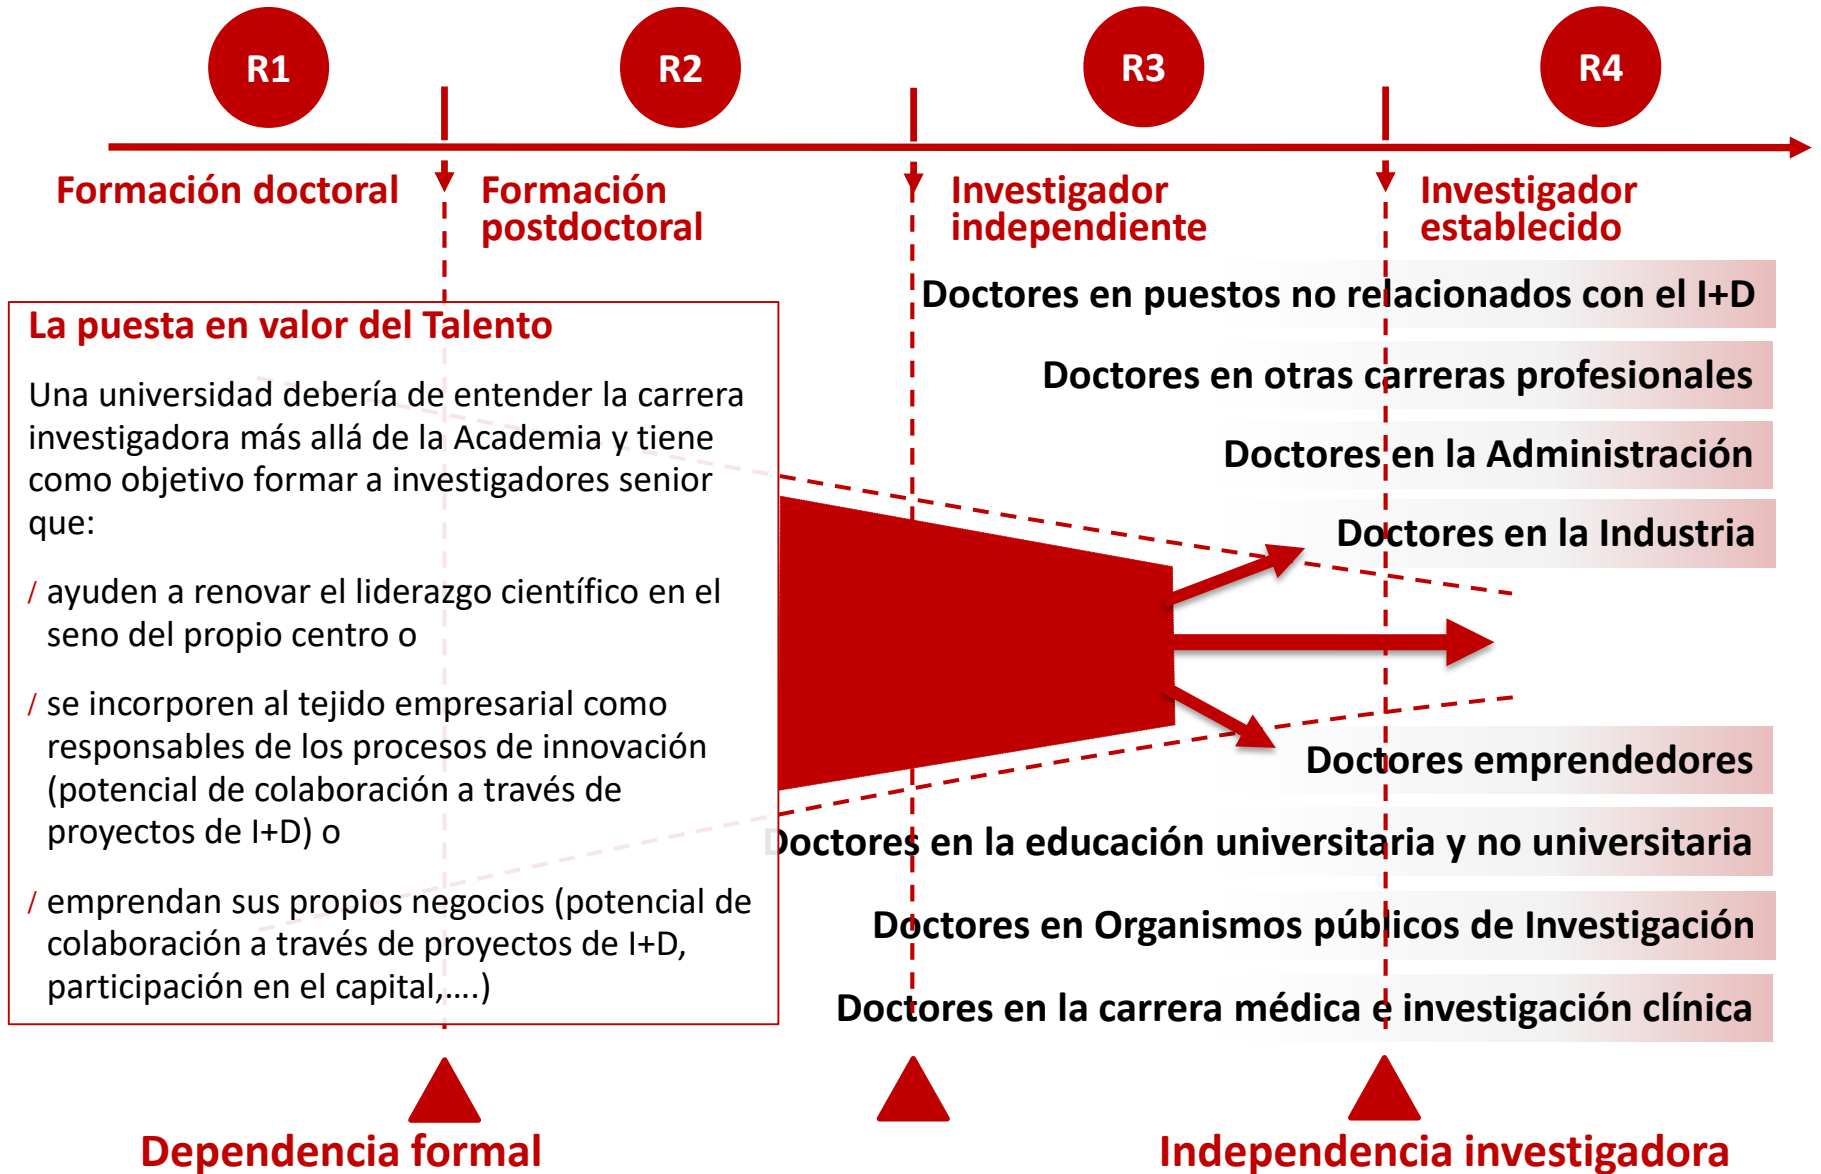 R1
R2
R3
R4
Formación doctoral
Formación
postdoctoral
Investigador
independiente
Investigador
establecido
La puesta en valor del Talento
Una universidad debería de entender la carrera
investigadora más allá de la Academia y tiene
como objetivo formar a investigadores senior
que:
/ ayuden a renovar el liderazgo científico en el
seno del propio centro o
/ se incorporen al tejido empresarial como
responsables de los procesos de innovación
(potencial de colaboración a través de
proyectos de I+D) o
/ emprendan sus propios negocios (potencial de
colaboración a través de proyectos de I+D,
participación en el capital,....)
Doctores en puestos no relacionados con el I+D
Doctores en otras carreras profesionales
Doctores en la Administración
Doctores en la Industria
Doctores emprendedores
Doctores en la educación universitaria y no universitaria
Doctores en Organismos públicos de Investigación
Doctores en la carrera médica e investigación clínica
Dependencia formal
Independencia investigadora